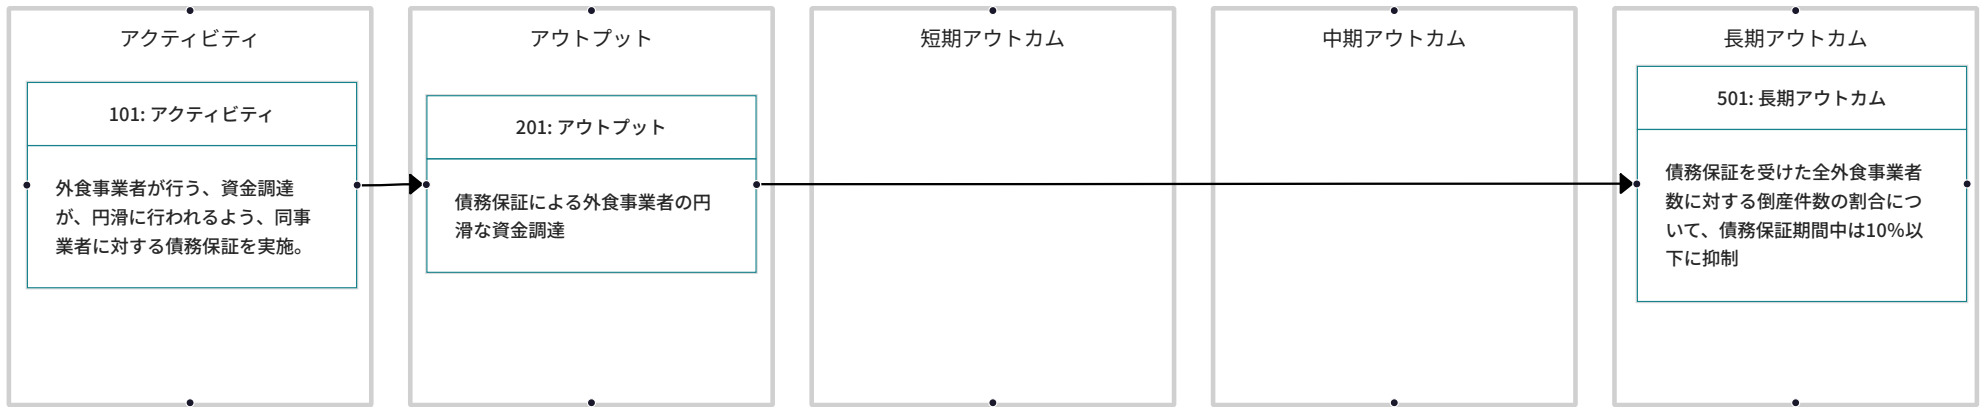 アクティビティ
101: アクティビティ
外食事業者が行う、資金調達
が、円滑に行われるよう、同事
業者に対する債務保証を実施。
アウトプット
201: アウトプット
債務保証による外食事業者の円
滑な資金調達
短期アウトカム
中期アウトカム
長期アウトカム
501: 長期アウトカム
債務保証を受けた全外食事業者
数に対する倒産件数の割合につ
いて、債務保証期間中は10%以
下に抑制